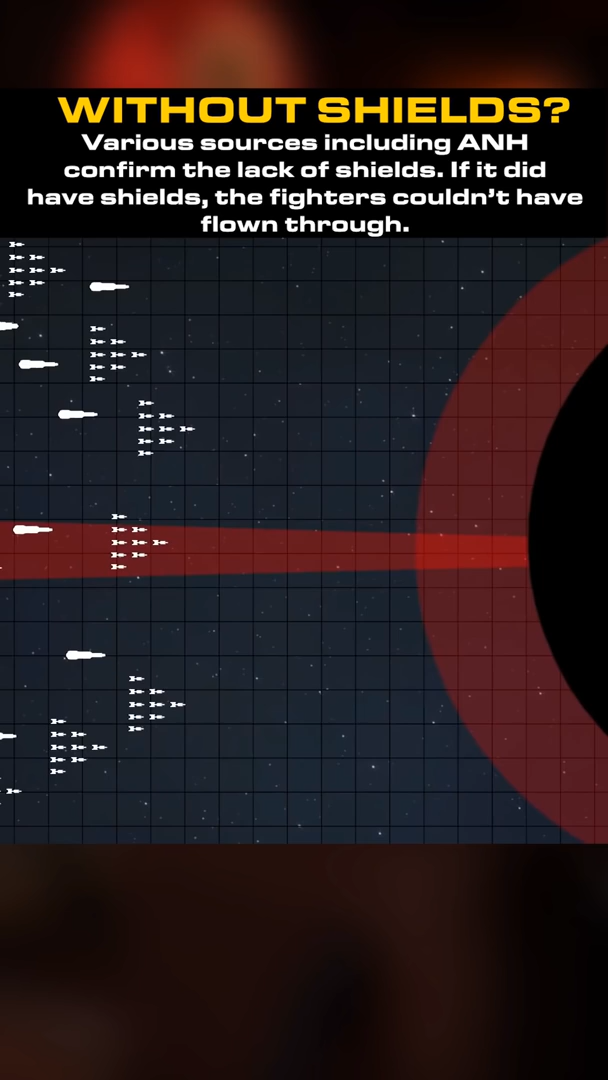 WITHOUT SHIELDS?
Various sources including ANH
confirm the lack of shields. If it did
have shields, the fighters couldn't have
flown through.